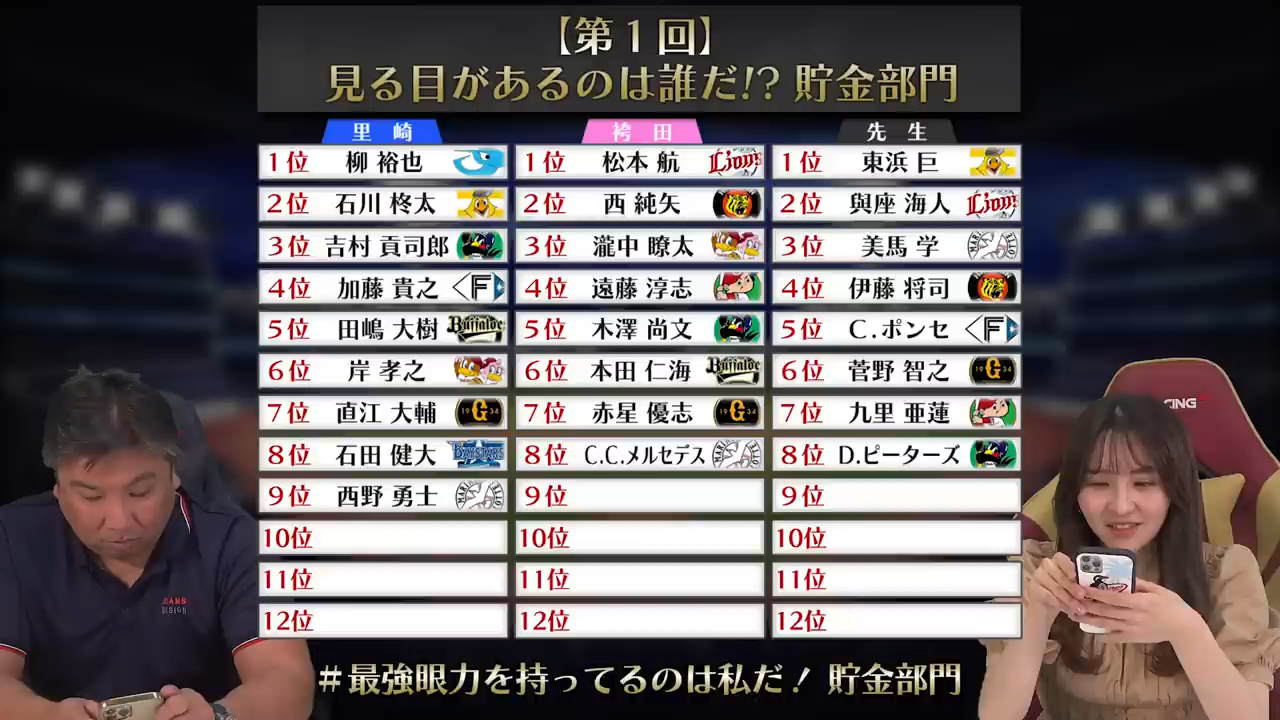 【第1回】
見る目があるのは誰だ!? 貯金部門
里崎
袴田
先生
1位 柳 裕也
1位 松本 航 Lions
1位 東浜 巨
2位 石川 柊太
2位 西 純矢
2位 與座 海人 Lions
3位 吉村 貢司郎
3位 瀧中 瞭太
3位 美馬 学
4位 加藤 貴之 F
4位 遠藤 淳志
4位 伊藤 将司
5位 田嶋 大樹 Buffaloes
5位 木澤 尚文
5位 C.ポンセ F
6位 岸 孝之
6位 本田 仁海 Buffaloes
6位 菅野 智之 19 G 34
7位 直江 大輔 19 G 34
7位 赤星 優志 19 G 34
7位 九里 亜蓮
8位 石田 健大 BAYSTARS
8位 C.C.メルセデス
8位 D.ピーターズ
9位 西野 勇士
9位
9位
10位
10位
10位
11位
11位
11位
12位
12位
12位
#最強眼力を持ってるのは私だ! 貯金部門